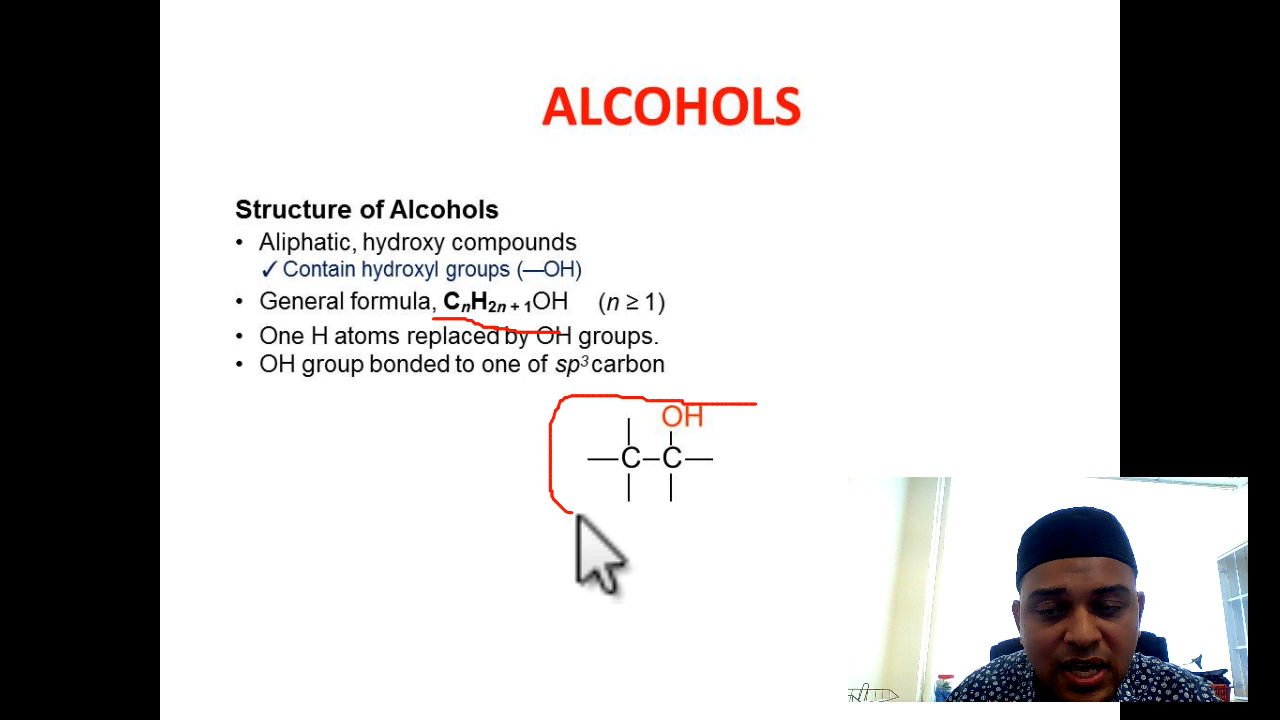 ALCOHOLS
Structure of Alcohols
• Aliphatic, hydroxy compounds
✓ Contain hydroxyl groups (—OH)
• General formula, CₙH₂ₙ₊₁OH (n ≥ 1)
• One H atoms replaced by OH groups.
• OH group bonded to one of sp³ carbon
OH
—C–C—